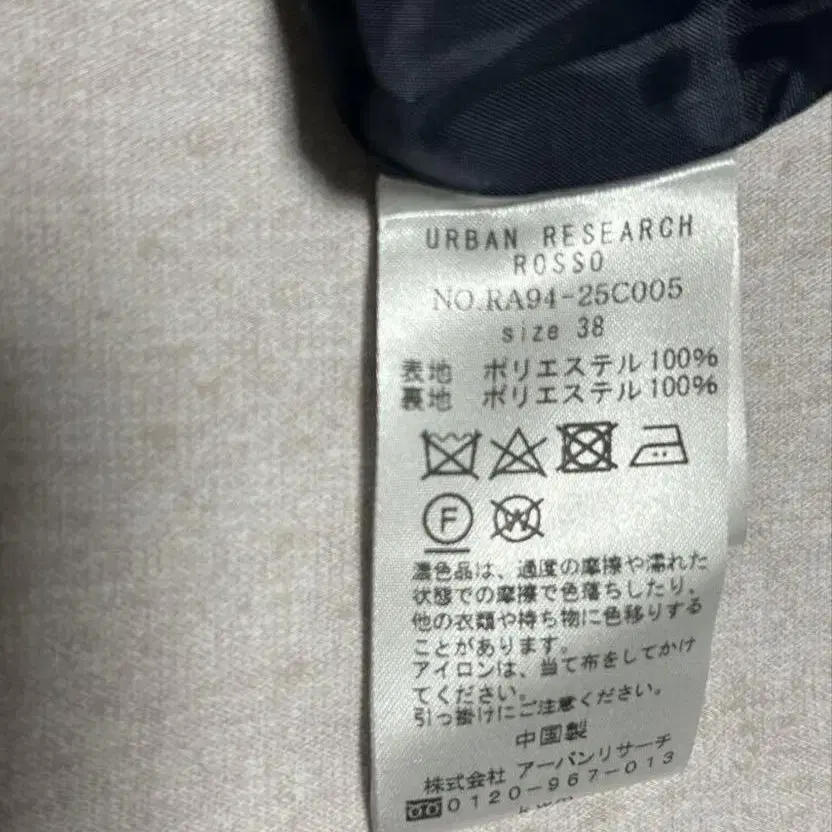 URBAN RESEARCH
ROSSO
NO.RA94-25C005
size 38
表地 ポリエステル 100%
裏地 ポリエステル 100%
F
W
濃色品は、過度の摩擦や濡れた
状態での摩擦で色落ちしたり、
他の衣類や持ち物に色移りする
ことがあります。
アイロンは、当て布をしてかけ
てください。
引っ掛けにご注意ください。
中国製
株式会社 アーバンリサーチ
0120-967-013